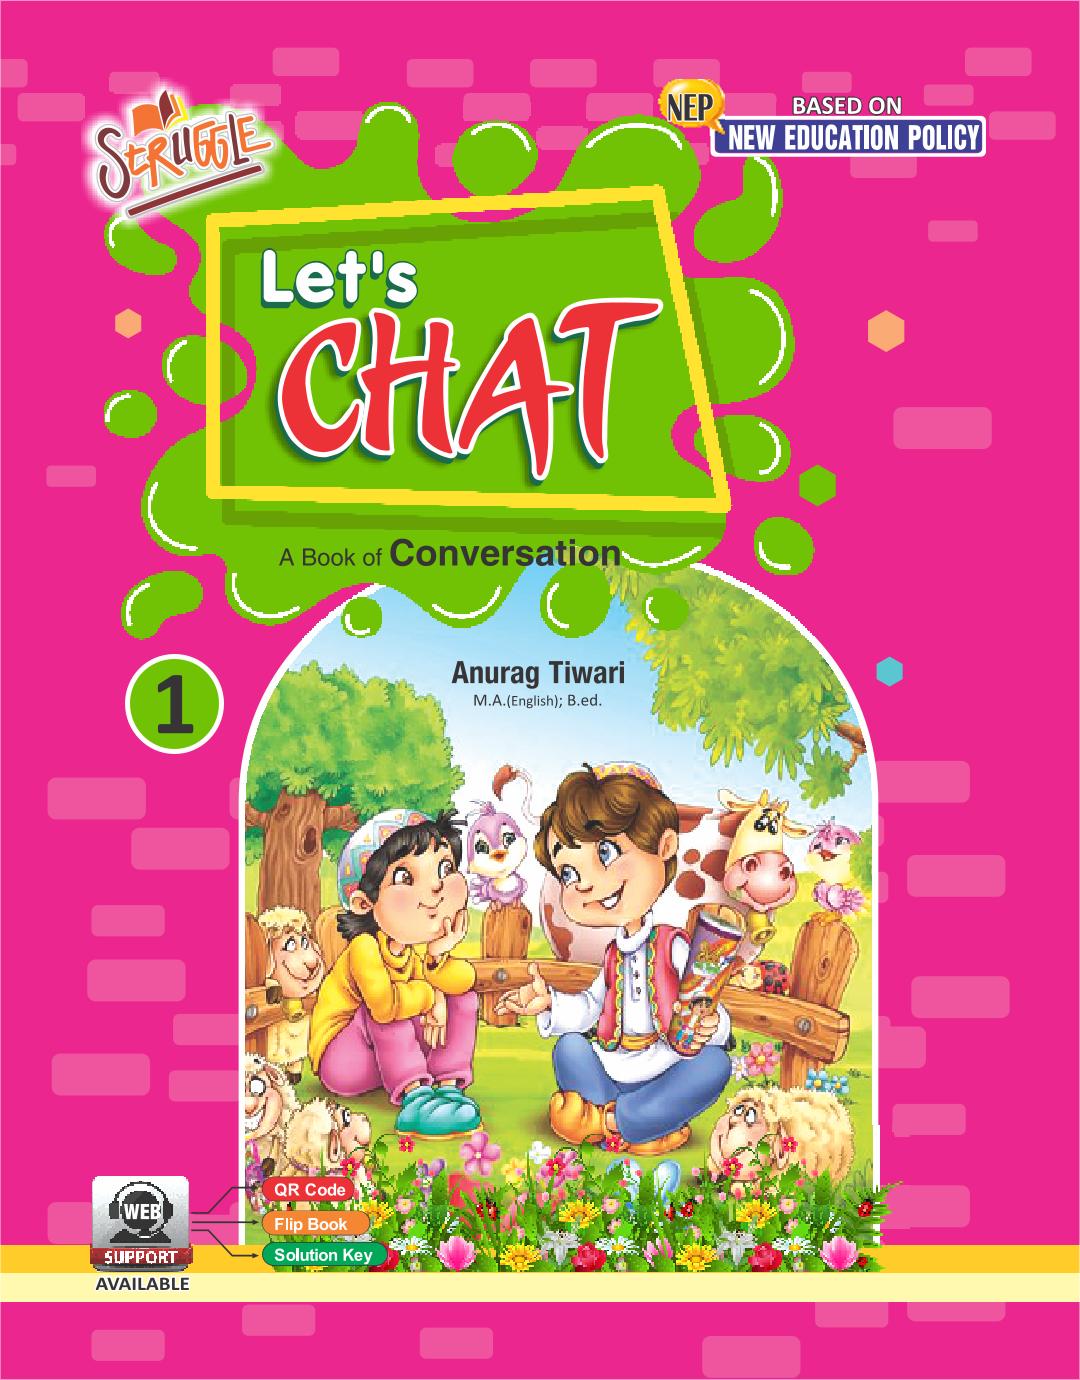 STRUGGLE
NEP
BASED ON
NEW EDUCATION POLICY
Let's
CHAT
A Book of Conversation
1
Anurag Tiwari
M.A.(English); B.ed.
WEB
SUPPORT
AVAILABLE
QR Code
Flip Book
Solution Key